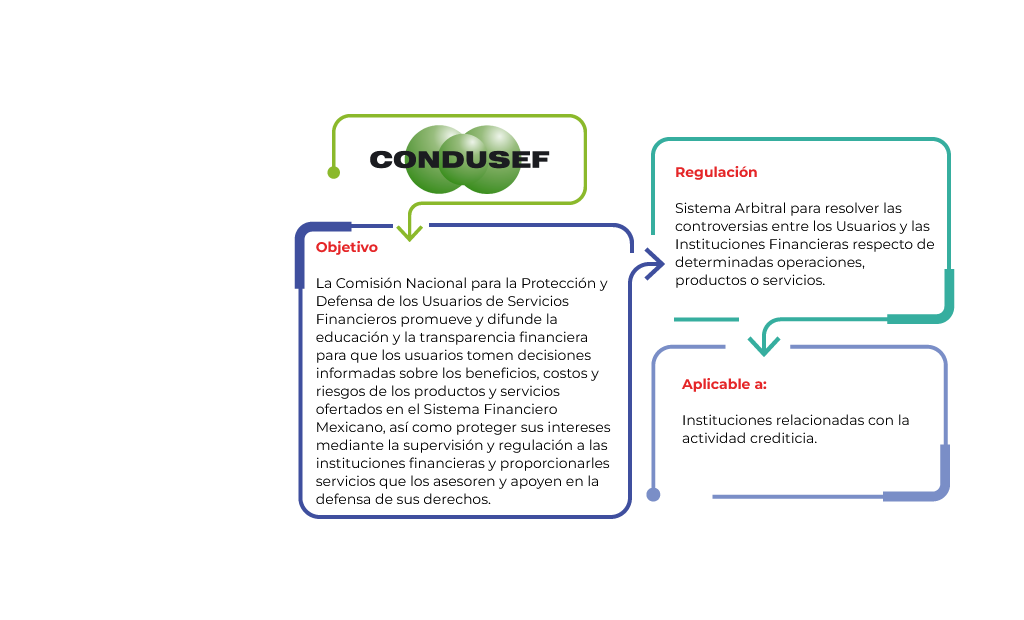 CONDUSEF
Objetivo
La Comisión Nacional para la Protección y
Defensa de los Usuarios de Servicios
Financieros promueve y difunde la
educación y la transparencia financiera
para que los usuarios tomen decisiones
informadas sobre los beneficios, costos y
riesgos de los productos y servicios
ofertados en el Sistema Financiero
Mexicano, así como proteger sus intereses
mediante la supervisión y regulación a las
instituciones financieras y proporcionarles
servicios que los asesoren y apoyen en la
defensa de sus derechos.
Regulación
Sistema Arbitral para resolver las
controversias entre los Usuarios y las
Instituciones Financieras respecto de
determinadas operaciones,
productos o servicios.
Aplicable a:
Instituciones relacionadas con la
actividad crediticia.